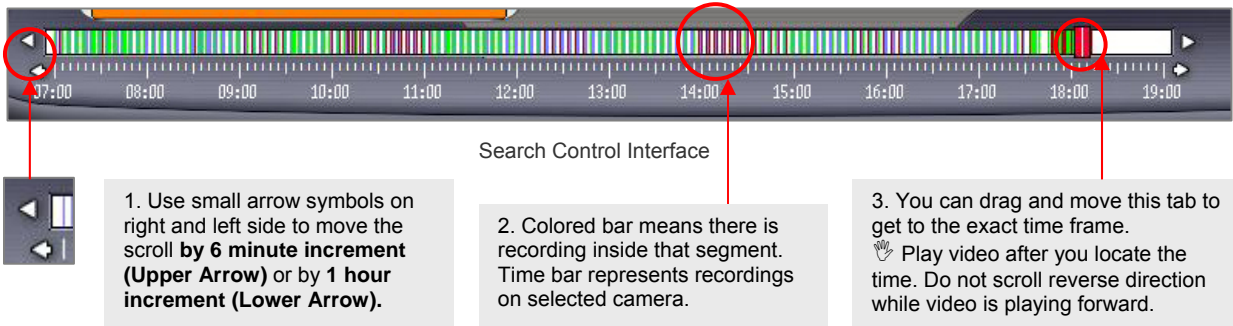 07:00 08:00 09:00 10:00 11:00 12:00 13:00 14:00 15:00 16:00 17:00 18:00 19:00
Search Control Interface
1. Use small arrow symbols on
right and left side to move the
scroll by 6 minute increment
(Upper Arrow) or by 1 hour
increment (Lower Arrow).
2. Colored bar means there is
recording inside that segment.
Time bar represents recordings
on selected camera.
3. You can drag and move this tab to
get to the exact time frame.
Play video after you locate the
time. Do not scroll reverse direction
while video is playing forward.